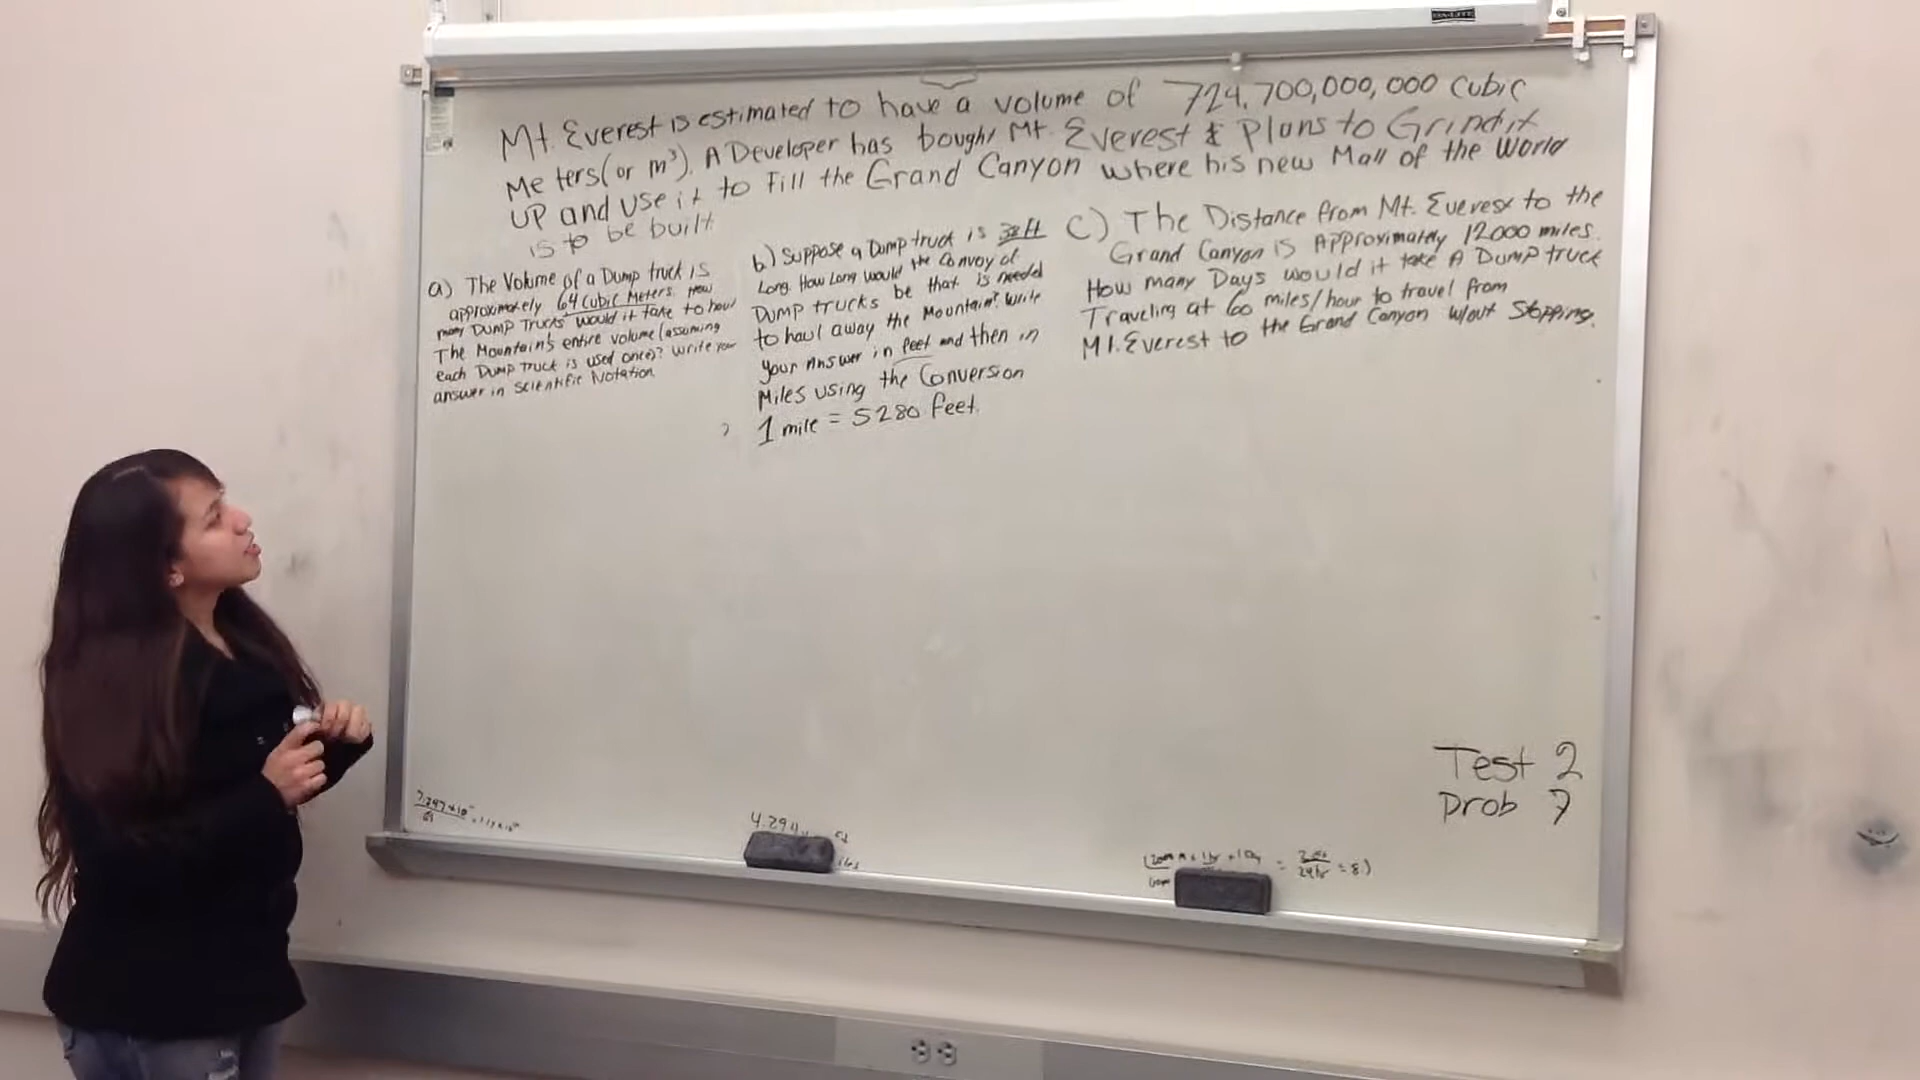 DA-LITE
Mt. Everest is estimated to have a volume of 724,700,000,000 cubic
Meters (or m³). A Developer has bought Mt. Everest & Plans to Grind it
UP and use it to Fill the Grand Canyon where his new Mall of the World
is to be built
a) The Volume of a Dump truck is
approximately 64 cubic Meters. How
many Dump Trucks would it take to haul
The Mountain's entire volume (assuming
each Dump Truck is used once)? Write your
answer in Scientific Notation.
b) Suppose a Dump truck is
Long. How Long would the Convoy of
Dump trucks be that is needed
to haul away the Mountain? Write
your Answer in feet and then in
Miles using the Conversion
1 mile = 5280 feet.
c) The Distance from Mt. Everest to the
Grand Canyon is Approximately 12000 miles.
How many Days would it take A Dump truck
Traveling at 60 miles/hour to travel from
Mt. Everest to the Grand Canyon w/out Stopping.
Test 2
Prob 7
4.29